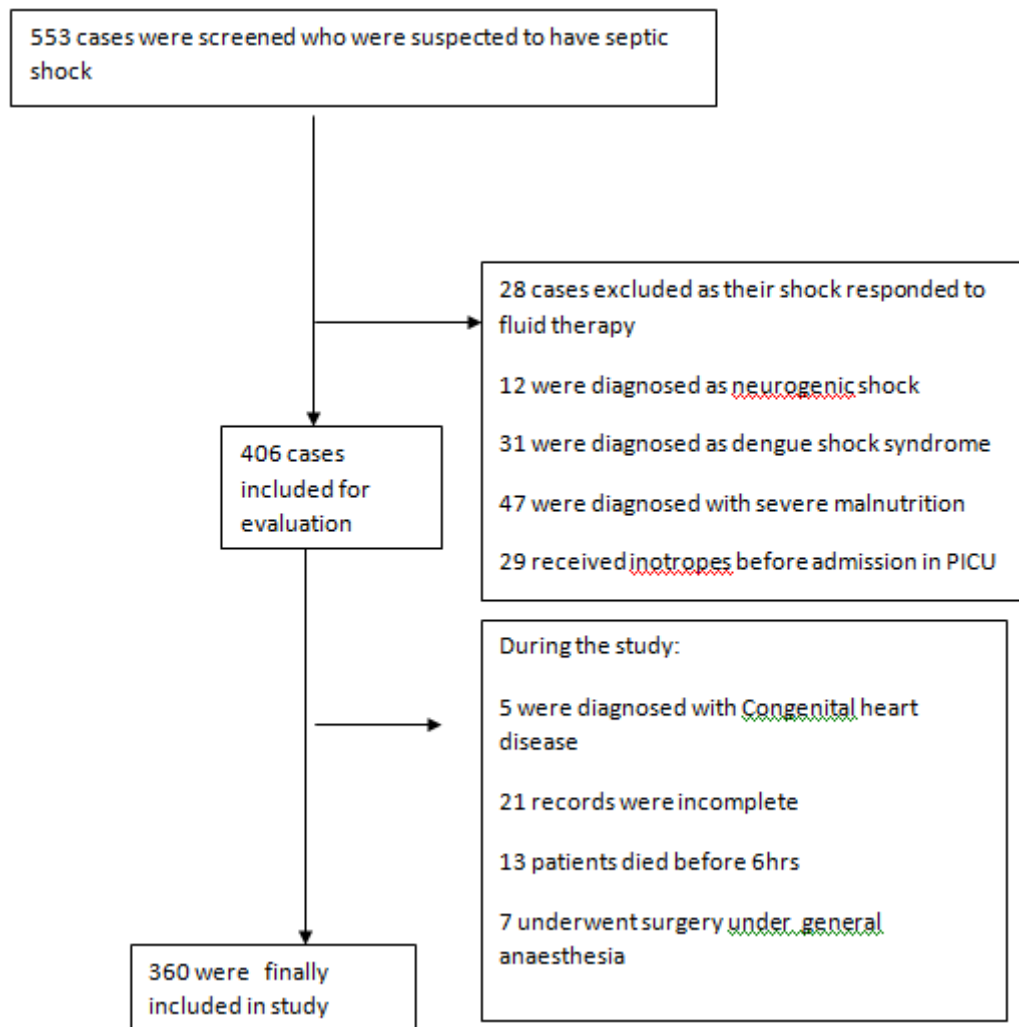 553 cases were screened who were suspected to have septic
shock
28 cases excluded as their shock responded to
fluid therapy
12 were diagnosed as neurogenic shock
31 were diagnosed as dengue shock syndrome
47 were diagnosed with severe malnutrition
29 received inotropes before admission in PICU
406 cases
included for
evaluation
During the study:
5 were diagnosed with Congenital heart
disease
21 records were incomplete
13 patients died before 6hrs
7 underwent surgery under general
anaesthesia
360 were finally
included in study